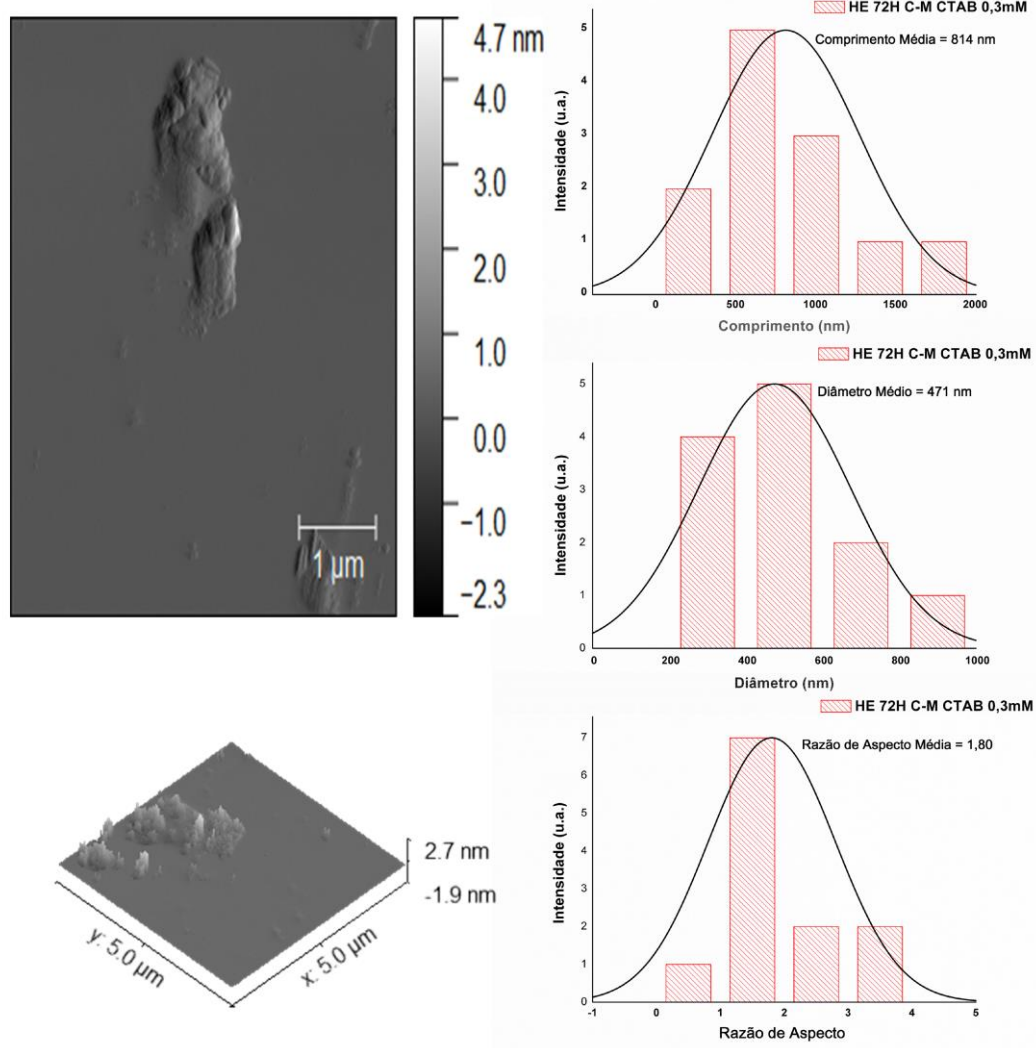 4.7 nm
4.0
3.0
2.0
1.0
0.0
−1.0
−2.3
1 µm
2.7 nm
-1.9 nm
y: 5.0 µm
x: 5.0 µm
HE 72H C-M CTAB 0,3mM
Comprimento Média = 814 nm
Intensidade (u.a.)
5
4
3
2
1
0
0
500
1000
1500
2000
Comprimento (nm)
HE 72H C-M CTAB 0,3mM
Diâmetro Médio = 471 nm
Intensidade (u.a.)
5
4
3
2
1
0
0
200
400
600
800
1000
Diâmetro (nm)
HE 72H C-M CTAB 0,3mM
Razão de Aspecto Média = 1,80
Intensidade (u.a.)
7
6
5
4
3
2
1
0
-1
0
1
2
3
4
5
Razão de Aspecto